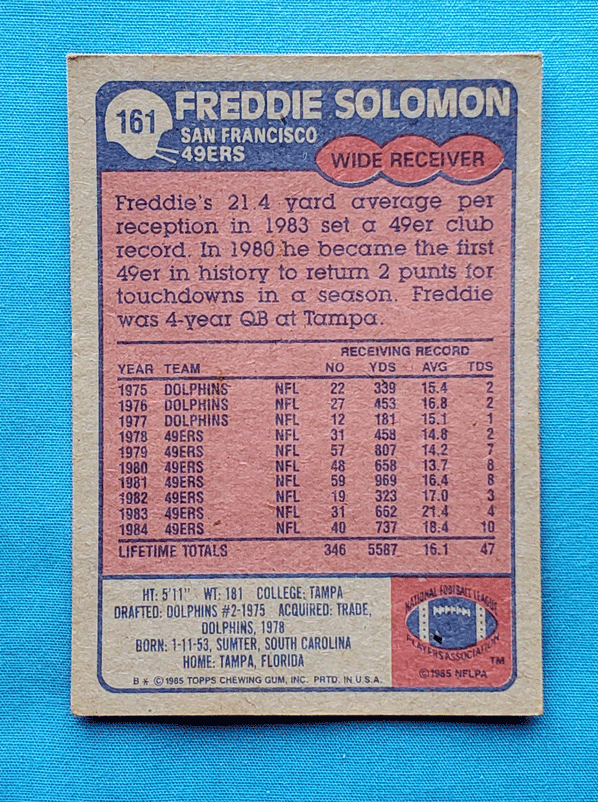 161
FREDDIE SOLOMON
SAN FRANCISCO
49ERS
WIDE RECEIVER
Freddie's 21.4 yard average per
reception in 1983 set a 49er club
record. In 1980 he became the first
49er in history to return 2 punts for
touchdowns in a season. Freddie
was 4-year QB at Tampa.
RECEIVING RECORD
YEAR TEAM NO YDS AVG TDS
1975 DOLPHINS NFL 22 339 15.4 2
1976 DOLPHINS NFL 27 453 16.8 2
1977 DOLPHINS NFL 12 181 15.1 1
1978 49ERS NFL 31 458 14.8 2
1979 49ERS NFL 57 807 14.2 7
1980 49ERS NFL 48 658 13.7 8
1981 49ERS NFL 59 969 16.4 8
1982 49ERS NFL 19 323 17.0 3
1983 49ERS NFL 31 662 21.4 4
1984 49ERS NFL 40 737 18.4 10
LIFETIME TOTALS 346 5587 16.1 47
HT: 5'11" WT: 181 COLLEGE: TAMPA
DRAFTED: DOLPHINS #2-1975 ACQUIRED: TRADE,
DOLPHINS, 1978
BORN: 1-11-53, SUMTER, SOUTH CAROLINA
HOME: TAMPA, FLORIDA
B * © 1985 TOPPS CHEWING GUM, INC. PRTD. IN U.S.A.
NATIONAL FOOTBALL LEAGUE
PLAYERS ASSOCIATION
TM
© 1985 NFLPA